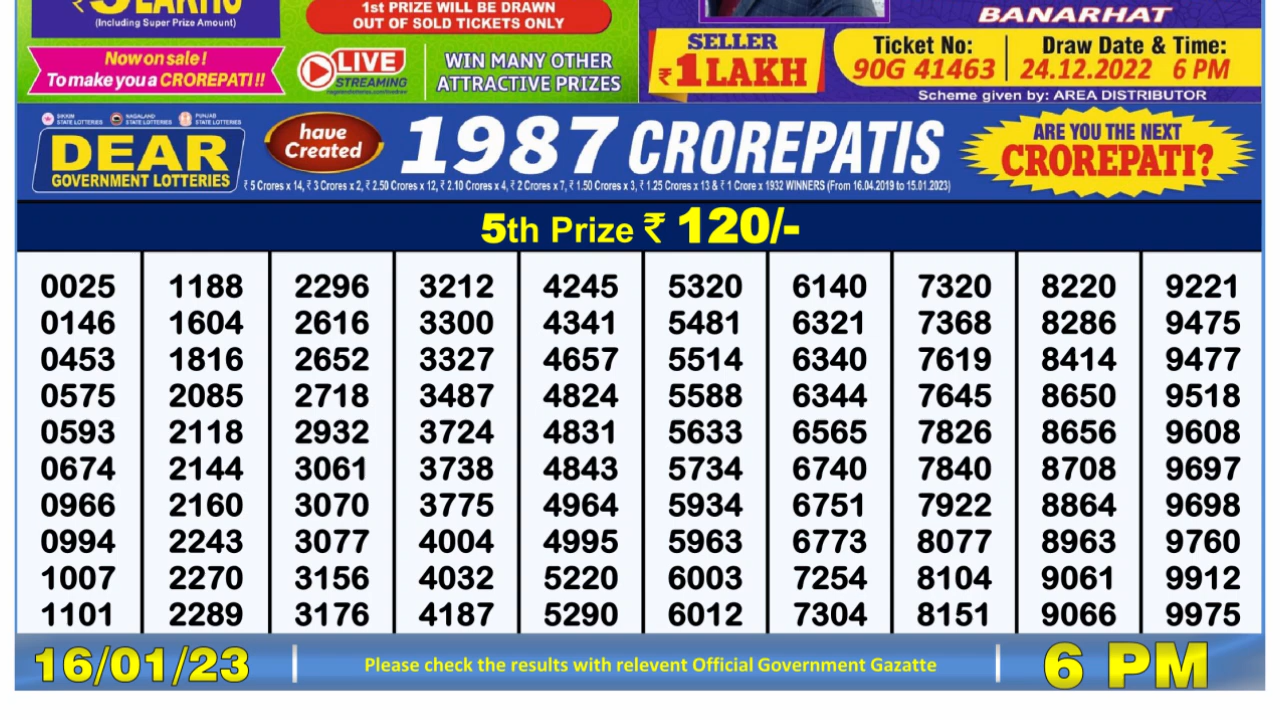 (Including Super Prize Amount)
1st PRIZE WILL BE DRAWN
OUT OF SOLD TICKETS ONLY
Now on sale !
To make you a CROREPATI !!
LIVE
STREAMING
WIN MANY OTHER
ATTRACTIVE PRIZES
BANARHAT
SELLER
₹1LAKH
Ticket No:
90G 41463
Draw Date & Time:
24.12.2022 6 PM
Scheme given by: AREA DISTRIBUTOR
SIKKIM
STATE LOTTERIES
NAGALAND
STATE LOTTERIES
PUNJAB
STATE LOTTERIES
DEAR
GOVERNMENT LOTTERIES
have
Created
1987 CROREPATIS
₹ 5 Crores x 14, ₹ 3 Crores x 2, ₹ 2.50 Crores x 12, ₹ 2.10 Crores x 4, ₹ 2 Crores x 7, ₹ 1.50 Crores x 3, ₹ 1.25 Crores x 13 & ₹ 1 Crore x 1932 WINNERS (From 16.04.2019 to 15.01.2023)
ARE YOU THE NEXT
CROREPATI?
5th Prize ₹ 120/-
0025 1188 2296 3212 4245 5320 6140 7320 8220 9221
0146 1604 2616 3300 4341 5481 6321 7368 8286 9475
0453 1816 2652 3327 4657 5514 6340 7619 8414 9477
0575 2085 2718 3487 4824 5588 6344 7645 8650 9518
0593 2118 2932 3724 4831 5633 6565 7826 8656 9608
0674 2144 3061 3738 4843 5734 6740 7840 8708 9697
0966 2160 3070 3775 4964 5934 6751 7922 8864 9698
0994 2243 3077 4004 4995 5963 6773 8077 8963 9760
1007 2270 3156 4032 5220 6003 7254 8104 9061 9912
1101 2289 3176 4187 5290 6012 7304 8151 9066 9975
16/01/23
Please check the results with relevent Official Government Gazatte
6 PM